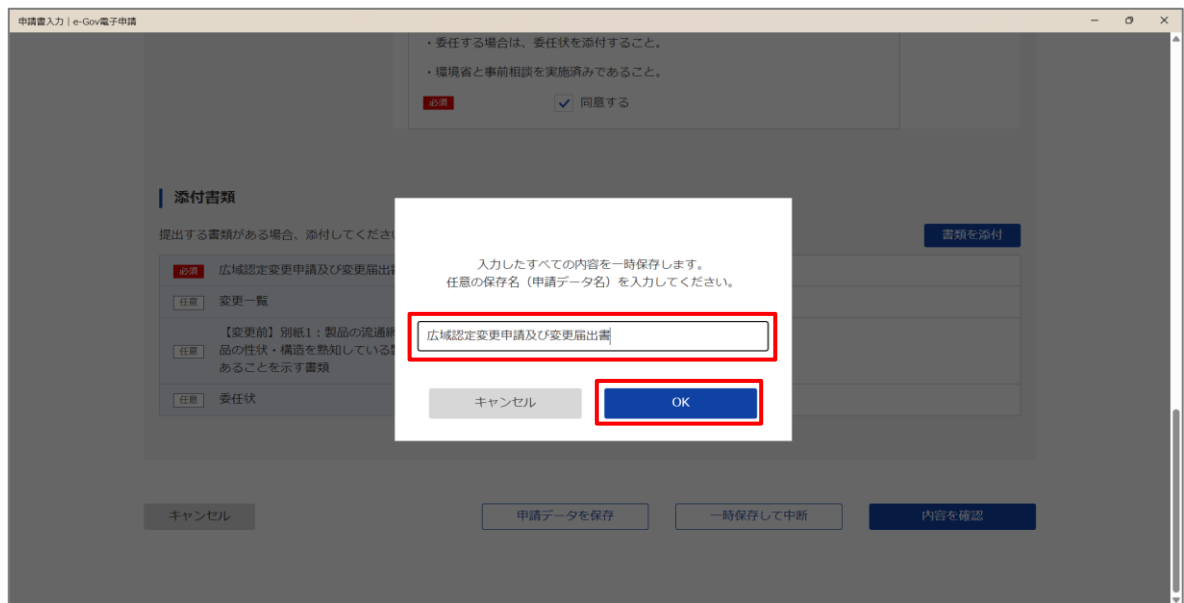 申請書入力｜e-Gov電子申請
・委任する場合は、委任状を添付すること。
・環境省と事前相談を実施済みであること。
必須 同意する
添付書類
提出する書類がある場合、添付してくださ
書類を添付
必須 広域認定変更申請及び変更届出
任意 変更一覧
【変更前】別紙1：製品の流通
任意 品の性状・構造を熟知している
あることを示す書類
任意 委任状
入力したすべての内容を一時保存します。
任意の保存名（申請データ名）を入力してください。
広域認定変更申請及び変更届出書
キャンセル OK
キャンセル 申請データを保存 一時保存して中断 内容を確認